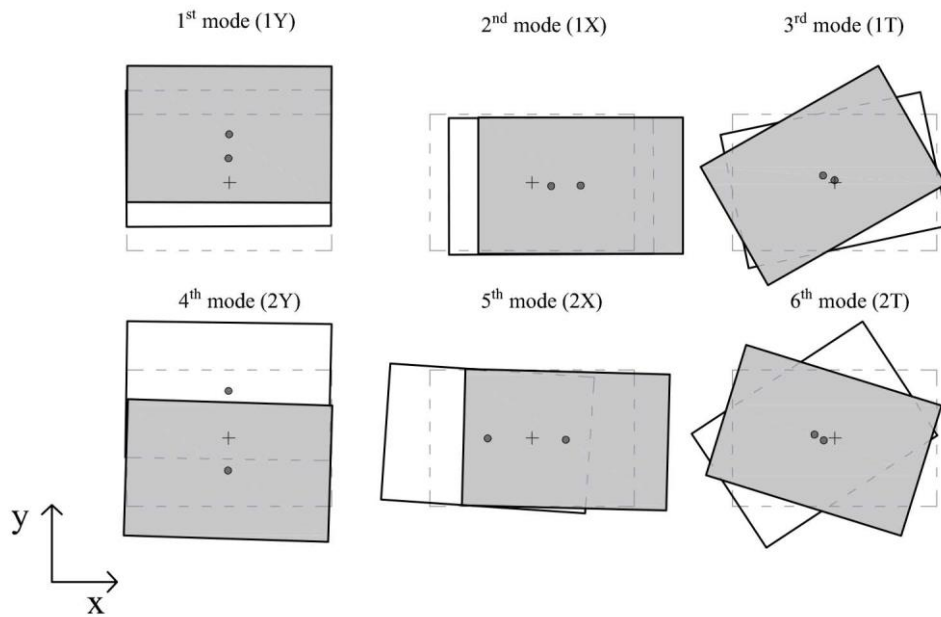 1st mode (1Y)
2nd mode (1X)
3rd mode (1T)
4th mode (2Y)
5th mode (2X)
6th mode (2T)
y
x